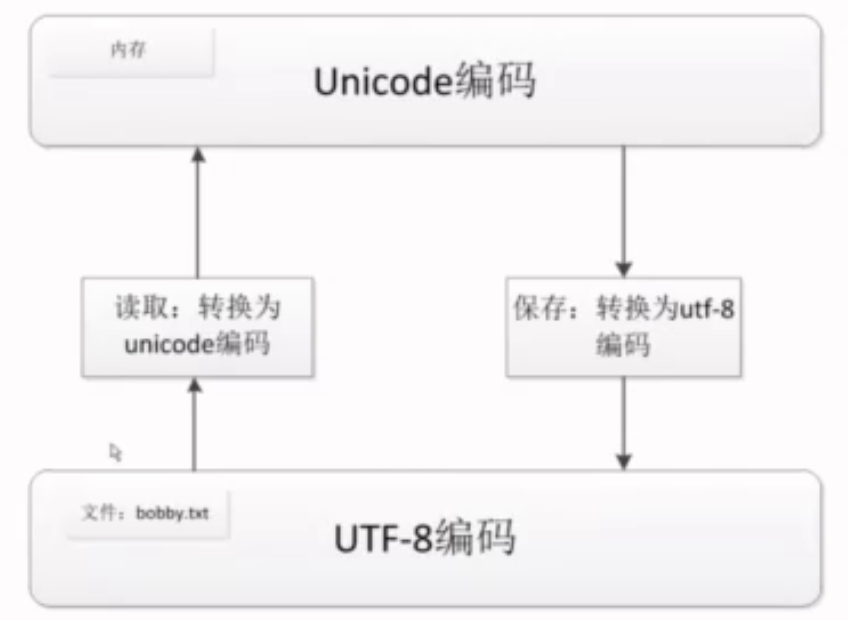 内存
Unicode编码
读取：转换为
unicode编码
保存：转换为utf-8
编码
文件：bobby.txt
UTF-8编码